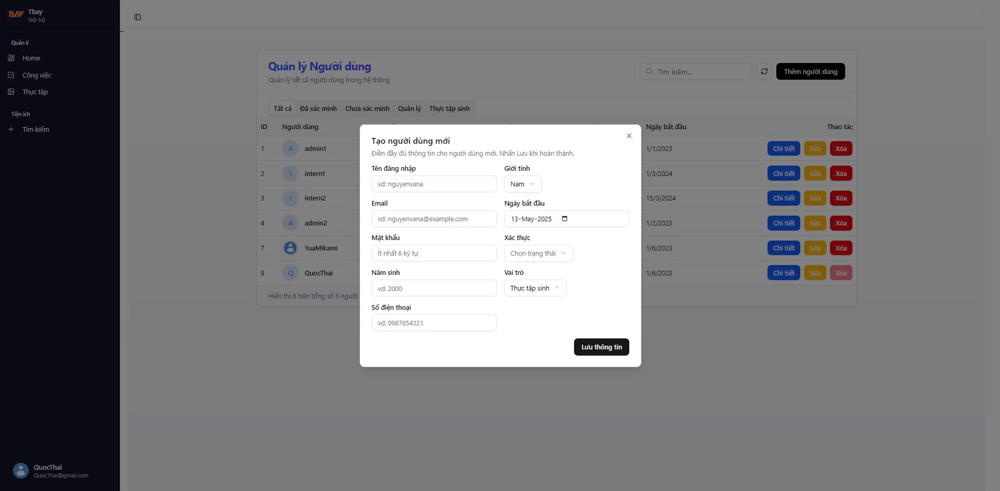 BAY
Tbay
Nội bộ
Quản lí
Home
Công việc
Thực tập
Tiện ích
Tìm kiếm
QuocThai
QuocThai@gmail.com
Quản lý Người dùng
Quản lý tất cả người dùng trong hệ thống
Tìm kiếm...
Thêm người dùng
Tất cả Đã xác minh Chưa xác minh Quản lý Thực tập sinh
ID Người dùng Ngày bắt đầu Thao tác
1 A admin1 1/1/2023 Chi tiết Sửa Xóa
2 I intern1 1/3/2024 Chi tiết Sửa Xóa
3 I intern2 15/3/2024 Chi tiết Sửa Xóa
4 A admin2 1/2/2023 Chi tiết Sửa Xóa
7 YuaMikami 1/6/2023 Chi tiết Sửa Xóa
8 Q QuocThai 1/6/2023 Chi tiết Sửa Xóa
Hiển thị 6 trên tổng số 6 người
Tạo người dùng mới
Điền đầy đủ thông tin cho người dùng mới. Nhấn Lưu khi hoàn thành.
Tên đăng nhập
vd: nguyenvana
Giới tính
Nam
Email
vd: nguyenvana@example.com
Ngày bắt đầu
13-May-2025
Mật khẩu
Ít nhất 6 ký tự
Xác thực
Chọn trạng thái
Năm sinh
vd: 2000
Vai trò
Thực tập sinh
Số điện thoại
vd: 0987654321
Lưu thông tin